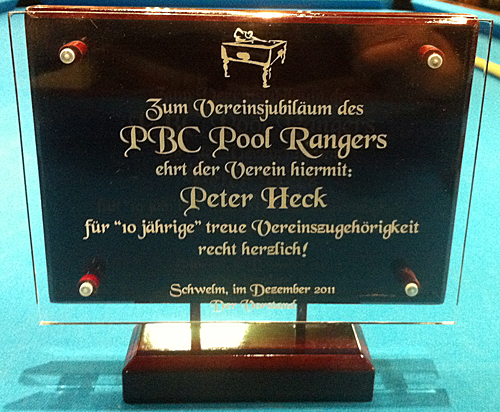 Zum Vereinsjubiläum des
PBC Pool Rangers
ehrt der Verein hiermit:
Peter Heck
für "10 jährige" treue Vereinszugehörigkeit
recht herzlich!
Schwelm, im Dezember 2011
Der Vorstand